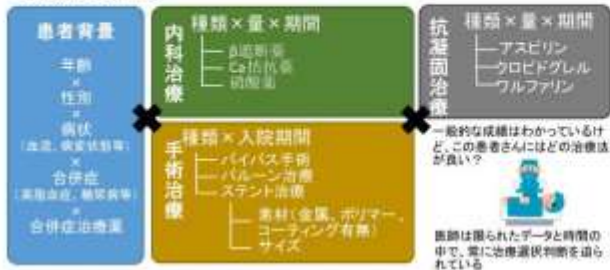 患者背景
年齢
×
性別
×
病状
(血流、病変状態等)
×
合併症
(高脂血症、糖尿病等)
×
合併症治療薬
内科治療
種類×量×期間
β遮断薬
Ca拮抗薬
硝酸薬
手術治療
種類×入院期間
バイパス手術
バルーン治療
ステント治療
素材(金属、ポリマー、
コーティング有無)
サイズ
抗凝固治療
種類×量×期間
アスピリン
クロピドグレル
ワルファリン
一般的な成績はわかっているけ
ど、この患者さんにはどの治療法
が良い?
医師は限られたデータと時間の
中で、常に治療選択判断を迫ら
れている